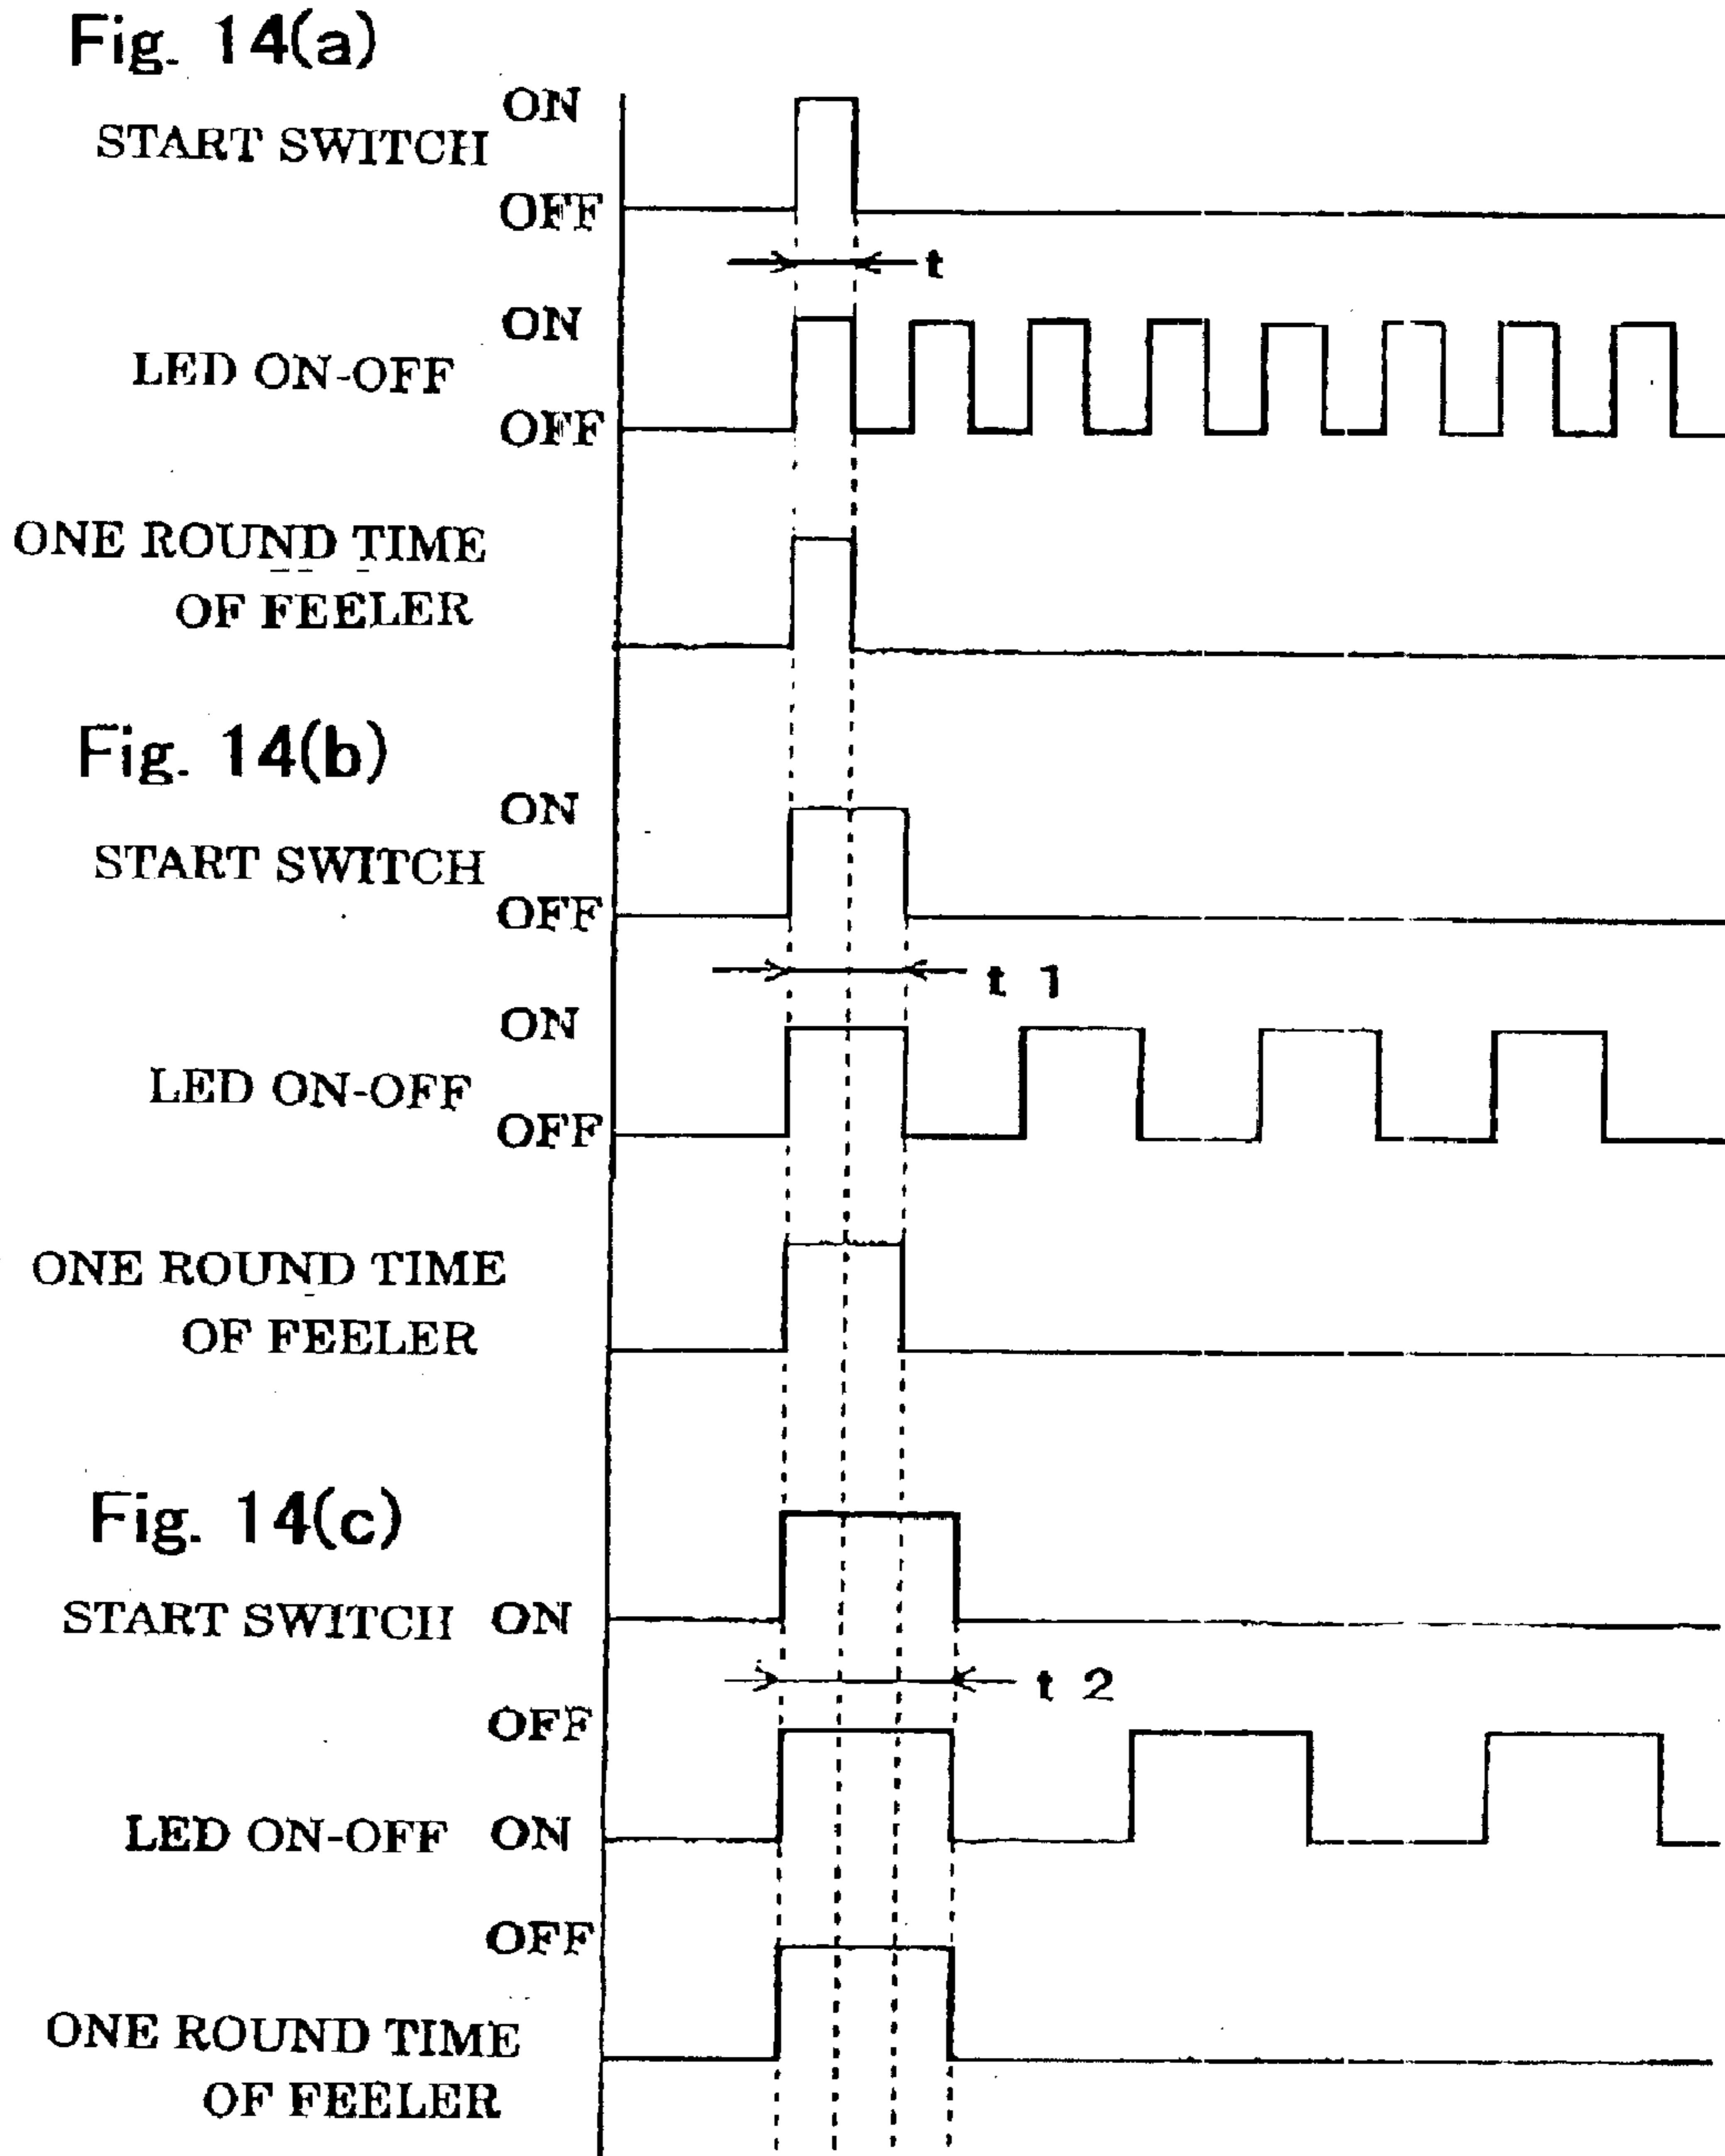 Fig. 14(a)
ON
START SWITCH
OFF
t
ON
LED ON-OFF
OFF
ONE ROUND TIME
OF FEELER
Fig. 14(b)
ON
START SWITCH
OFF
t 1
ON
LED ON-OFF
OFF
ONE ROUND TIME
OF FEELER
Fig. 14(c)
START SWITCH ON
t 2
OFF
LED ON-OFF ON
OFF
ONE ROUND TIME
OF FEELER